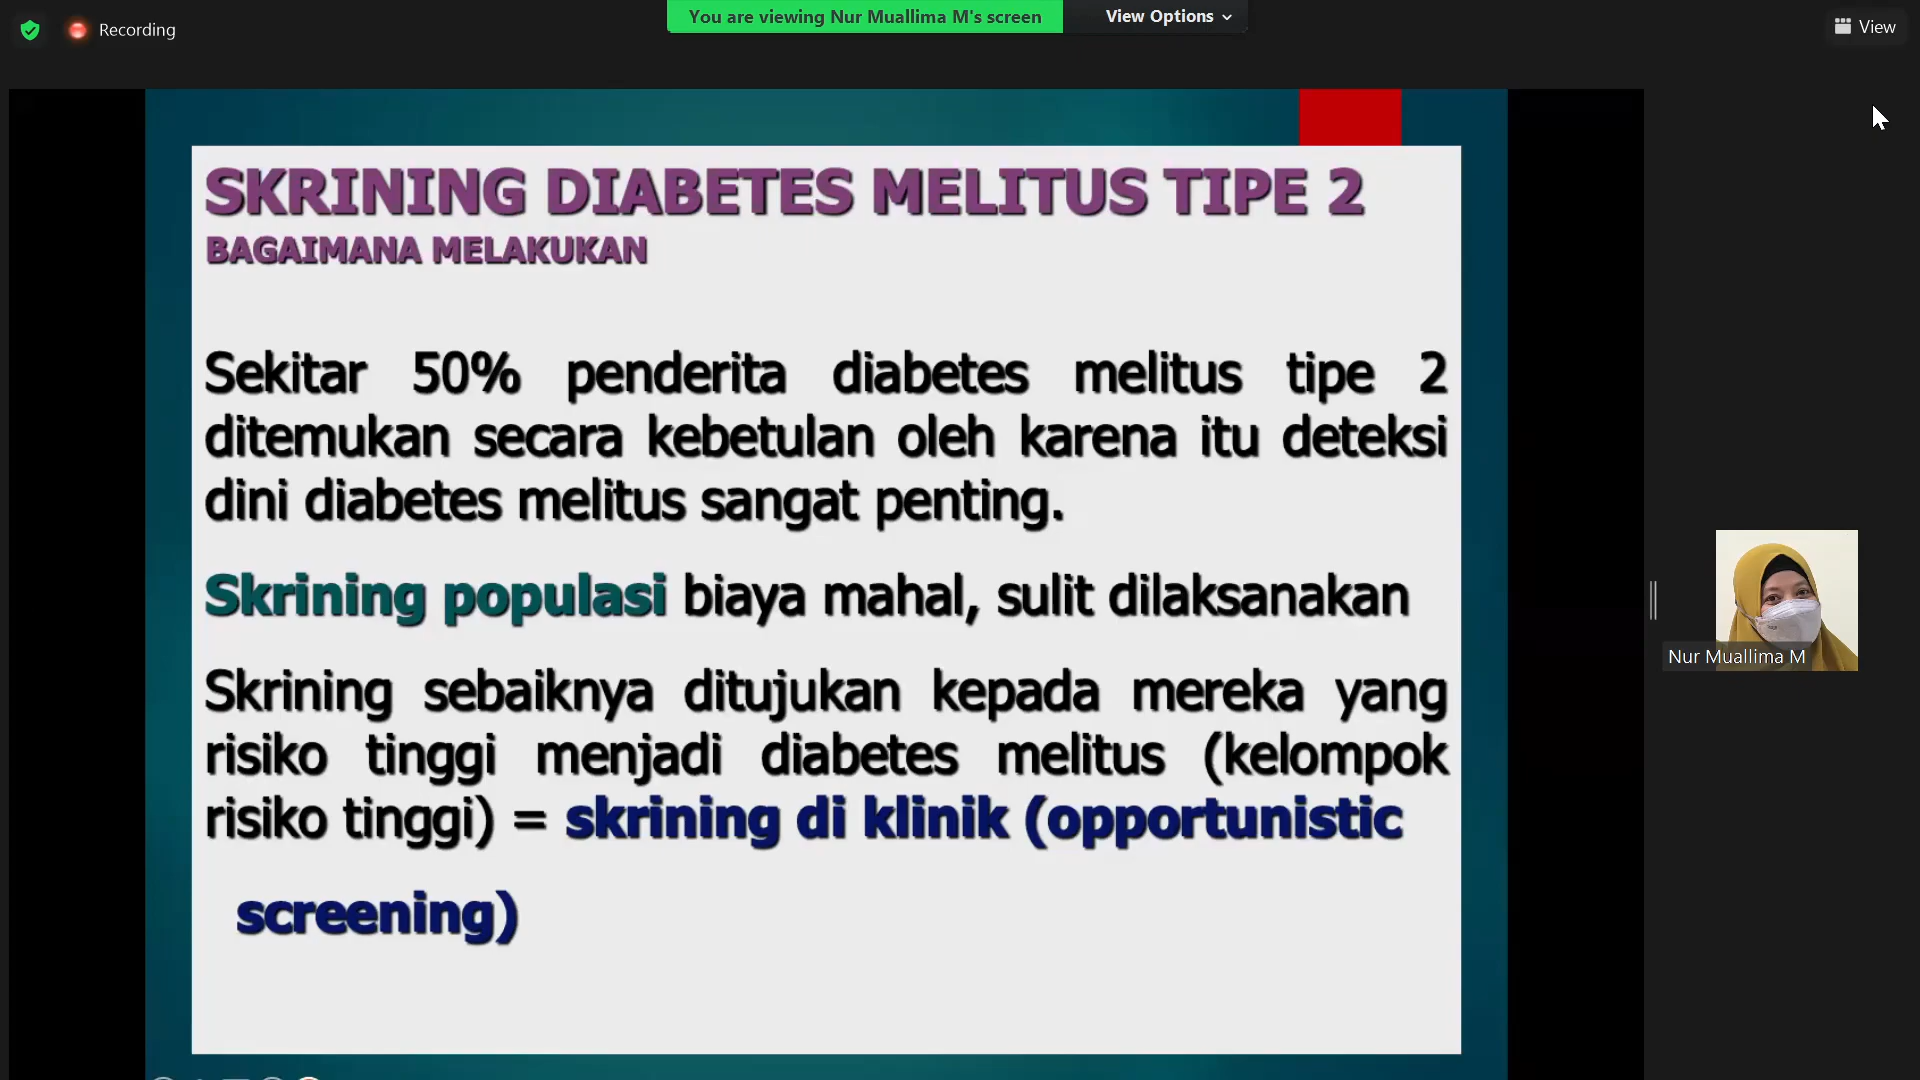 Recording
You are viewing Nur Muallima M's screen
View Options
View
SKRINING DIABETES MELITUS TIPE 2
BAGAIMANA MELAKUKAN
Sekitar 50% penderita diabetes melitus tipe 2
ditemukan secara kebetulan oleh karena itu deteksi
dini diabetes melitus sangat penting.
Skrining populasi biaya mahal, sulit dilaksanakan
Skrining sebaiknya ditujukan kepada mereka yang
risiko tinggi menjadi diabetes melitus (kelompok
risiko tinggi) = skrining di klinik (opportunistic
screening)
Nur Muallima M